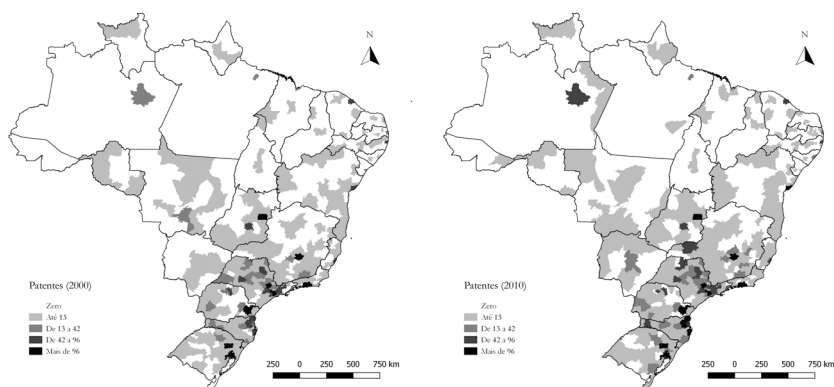 N
Patentes (2000)
Zero
Até 13
De 13 a 42
De 42 a 96
Mais de 96
250 0 250 500 750 km
N
Patentes (2010)
Zero
Até 13
De 13 a 42
De 42 a 96
Mais de 96
250 0 250 500 750 km